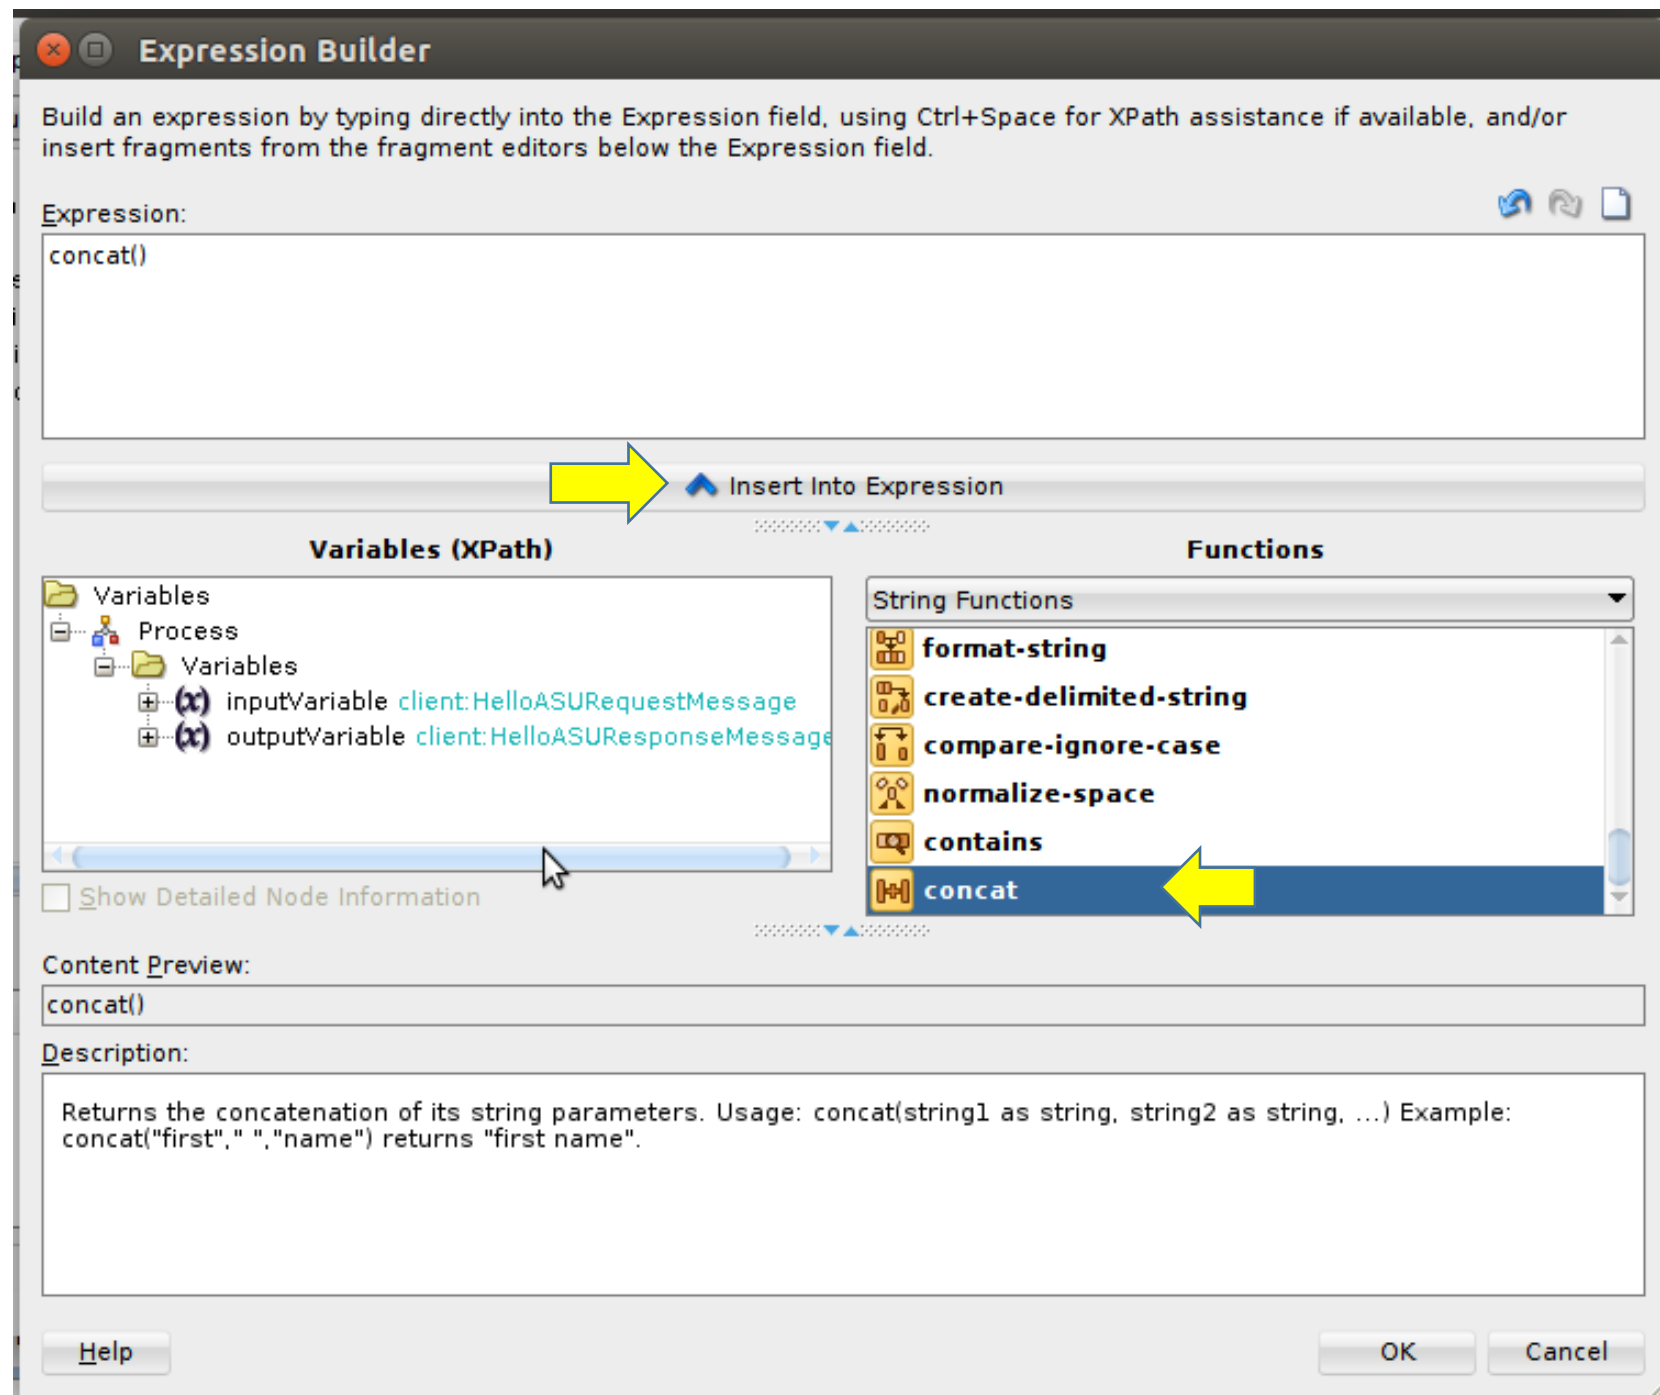 Expression Builder
Build an expression by typing directly into the Expression field, using Ctrl+Space for XPath assistance if available, and/or
insert fragments from the fragment editors below the Expression field.
Expression:
concat()
Insert Into Expression
Variables (XPath)
Functions
Variables
Process
Variables
inputVariable client:HelloASURequestMessage
outputVariable client:HelloASUResponseMessage
String Functions
format-string
create-delimited-string
compare-ignore-case
normalize-space
contains
concat
Show Detailed Node Information
Content Preview:
concat()
Description:
Returns the concatenation of its string parameters. Usage: concat(string1 as string, string2 as string, ...) Example:
concat("first"," ","name") returns "first name".
Help
OK
Cancel